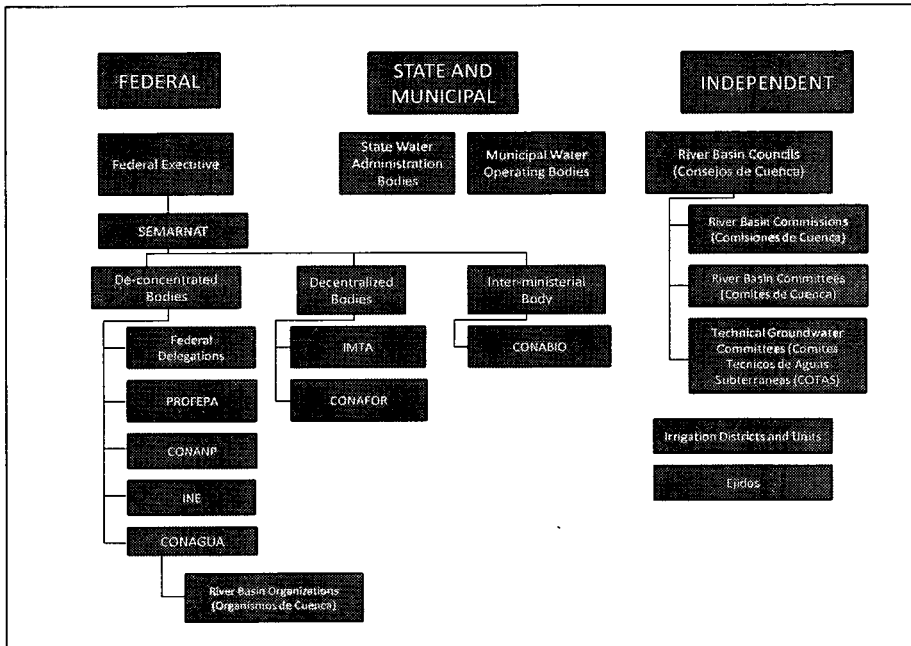 FEDERAL
STATE AND
MUNICIPAL
INDEPENDENT
Federal Executive
State Water
Administration
Bodies
Municipal Water
Operating Bodies
River Basin Councils
(Consejos de Cuenca)
SEMARNAT
River Basin Commissions
(Comisiones de Cuenca)
De-concentrated
Bodies
Decentralized
Bodies
Inter-ministerial
Body
River Basin Committees
(Comites de Cuenca)
Federal
Delegations
IMTA
CONABIO
Technical Groundwater
Committees (Comites
Tecnicos de Aguas
Subterraneas (COTAS)
PROFEPA
CONAFOR
CONANP
Irrigation Districts and Units
INE
Ejidos
CONAGUA
River Basin Organizations
(Organismos de Cuenca)